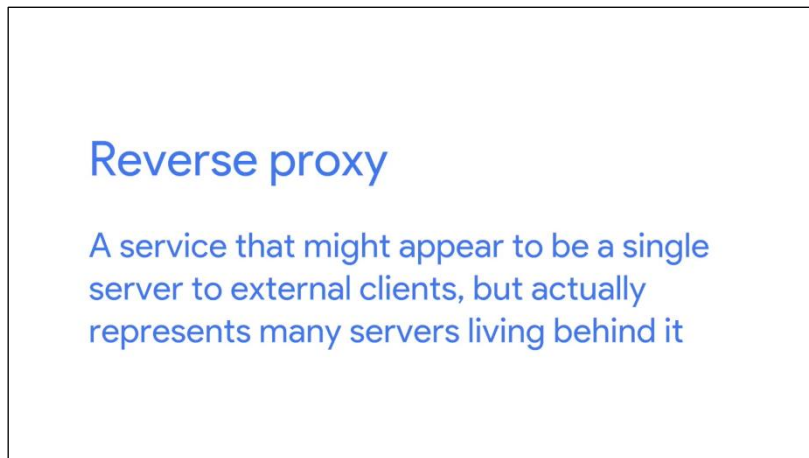 Reverse proxy
A service that might appear to be a single
server to external clients, but actually
represents many servers living behind it